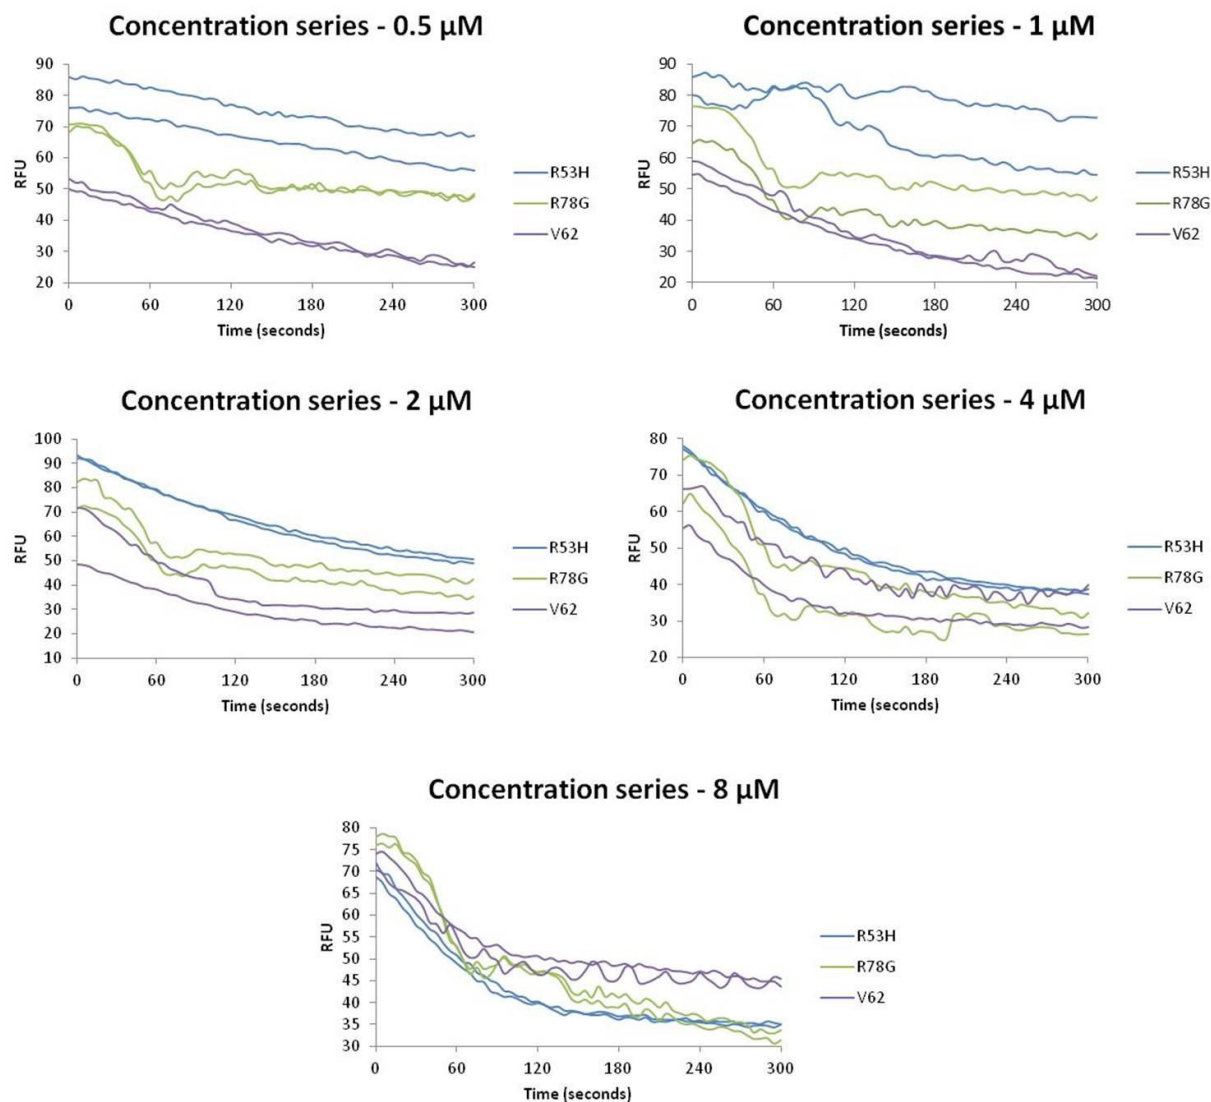 Concentration series - 0.5 µM
90
80
70
60
50
40
30
20
RFU
0 60 120 180 240 300
Time (seconds)
R53H
R78G
V62
Concentration series - 1 µM
90
80
70
60
50
40
30
20
RFU
0 60 120 180 240 300
Time (seconds)
R53H
R78G
V62
Concentration series - 2 µM
100
90
80
70
60
50
40
30
20
10
RFU
0 60 120 180 240 300
Time (seconds)
R53H
R78G
V62
Concentration series - 4 µM
80
70
60
50
40
30
20
RFU
0 60 120 180 240 300
Time (seconds)
R53H
R78G
V62
Concentration series - 8 µM
80
75
70
65
60
55
50
45
40
35
30
RFU
0 60 120 180 240 300
Time (seconds)
R53H
R78G
V62